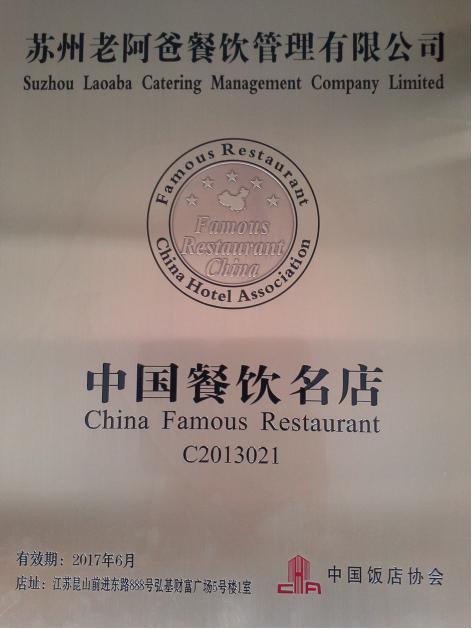 苏州老阿爸餐饮管理有限公司
Suzhou Laoaba Catering Management Company Limited
Famous Restaurant
Famous
Restaurant
China
China Hotel Association
中国餐饮名店
China Famous Restaurant
C2013021
有效期：2017年6月
店址：江苏昆山前进东路888号弘基财富广场5号楼1室
CHA
中国饭店协会